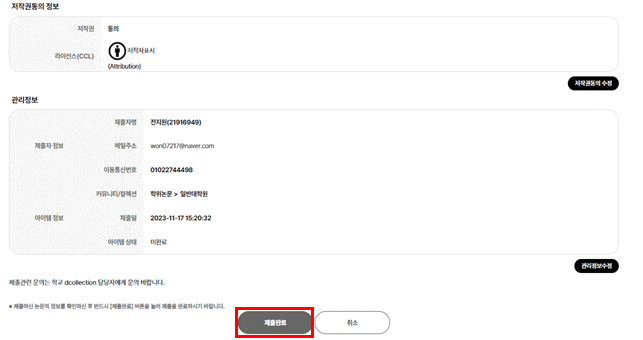 저작권동의 정보
저작권 동의
라이선스(CCL) 저작자표시
(Attribution)
저작권동의 수정
관리정보
제출자명 전지원(21916949)
제출자 정보 메일주소 won07217@naver.com
이동통신번호 01022744498
커뮤니티/컬렉션 학위논문 > 일반대학원
아이템 정보 제출일 2023-11-17 15:20:32
아이템 상태 미완료
관리정보수정
제출관련 문의는 학교 dcollection 담당자에게 문의 바랍니다.
※ 제출하신 논문의 정보를 확인하신 후 반드시 [제출완료] 버튼을 눌러 제출을 완료하시기 바랍니다.
제출완료 취소